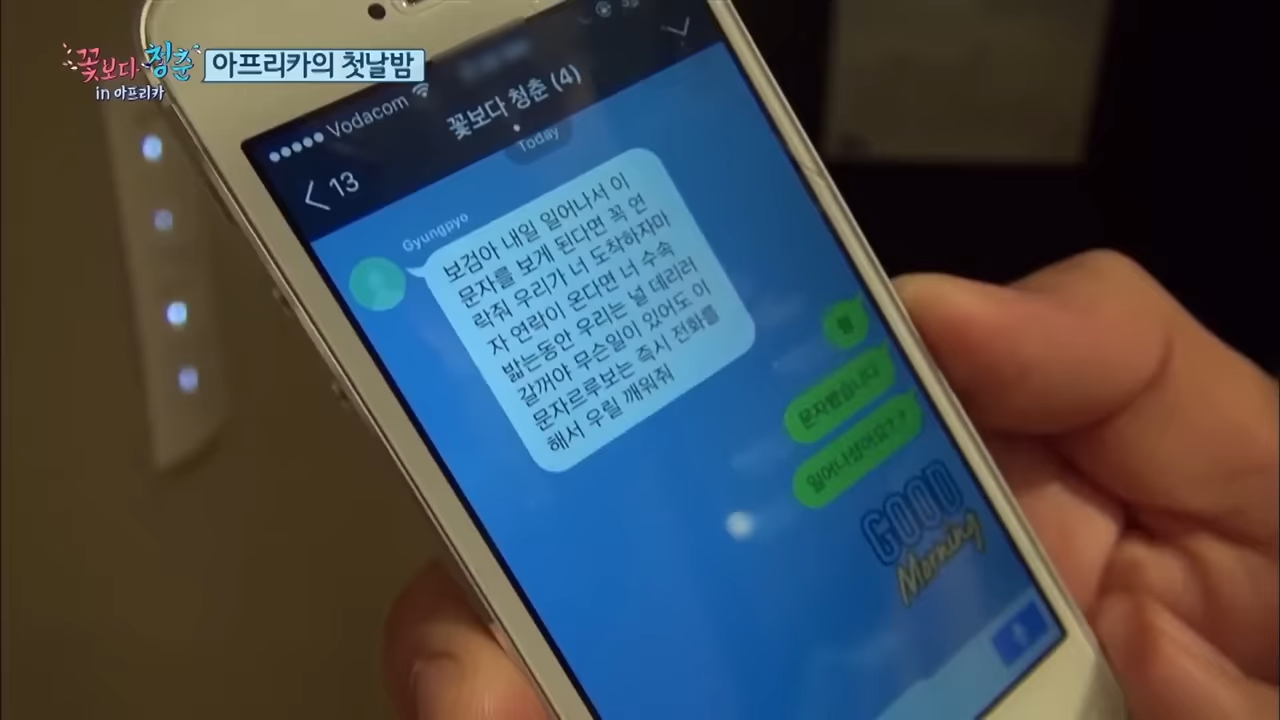 꽃보다 청춘
in 아프리카
아프리카의 첫날밤
Vodacom
13
꽃보다 청춘 (4)
Today
Gyungpyo
보검아 내일 일어나서 이
문자를 보게 된다면 꼭 연
락줘 우리가 너 도착하자마
자 연락이 온다면 너 수속
밟는동안 우리는 널 데리러
갈꺼야 무슨일이 있어도 이
문자르루보는 즉시 전화를
해서 우릴 깨워줘
문자봤습니다
일어나셨어요??
GOOD
Morning